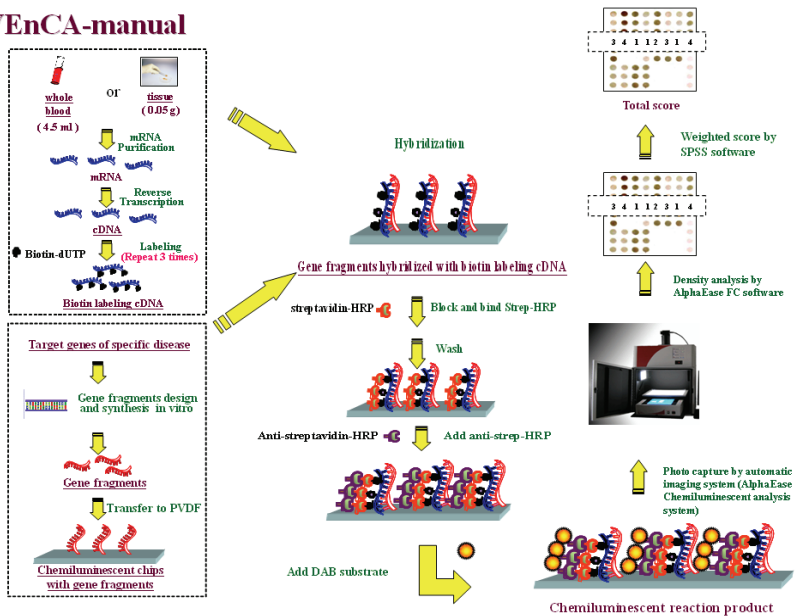 WEnCA-manual
whole
blood
( 4.5 ml )
or
tissue
( 0.05 g)
mRNA
Purification
mRNA
Reverse
Transcription
cDNA
Biotin-dUTP
Labeling
(Repeat 3 times)
Biotin labeling cDNA
Target genes of specific disease
Gene fragments design
and synthesis in vitro
Gene fragments
Transfer to PVDF
Chemiluminescent chips
with gene fragments
Hybridization
Gene fragments hybridized with biotin labeling cDNA
streptavidin-HRP
Block and bind Strep-HRP
Wash
Anti-streptavidin-HRP
Add anti-strep-HRP
Add DAB substrate
Chemiluminescent reaction product
Photo capture by automatic
imaging system (AlphaEase
Chemiluminescent analysis
system)
Density analysis by
AlphaEase FC software
3 4 1 1 2 3 1 4
Weighted score by
SPSS software
Total score
3 4 1 1 2 3 1 4